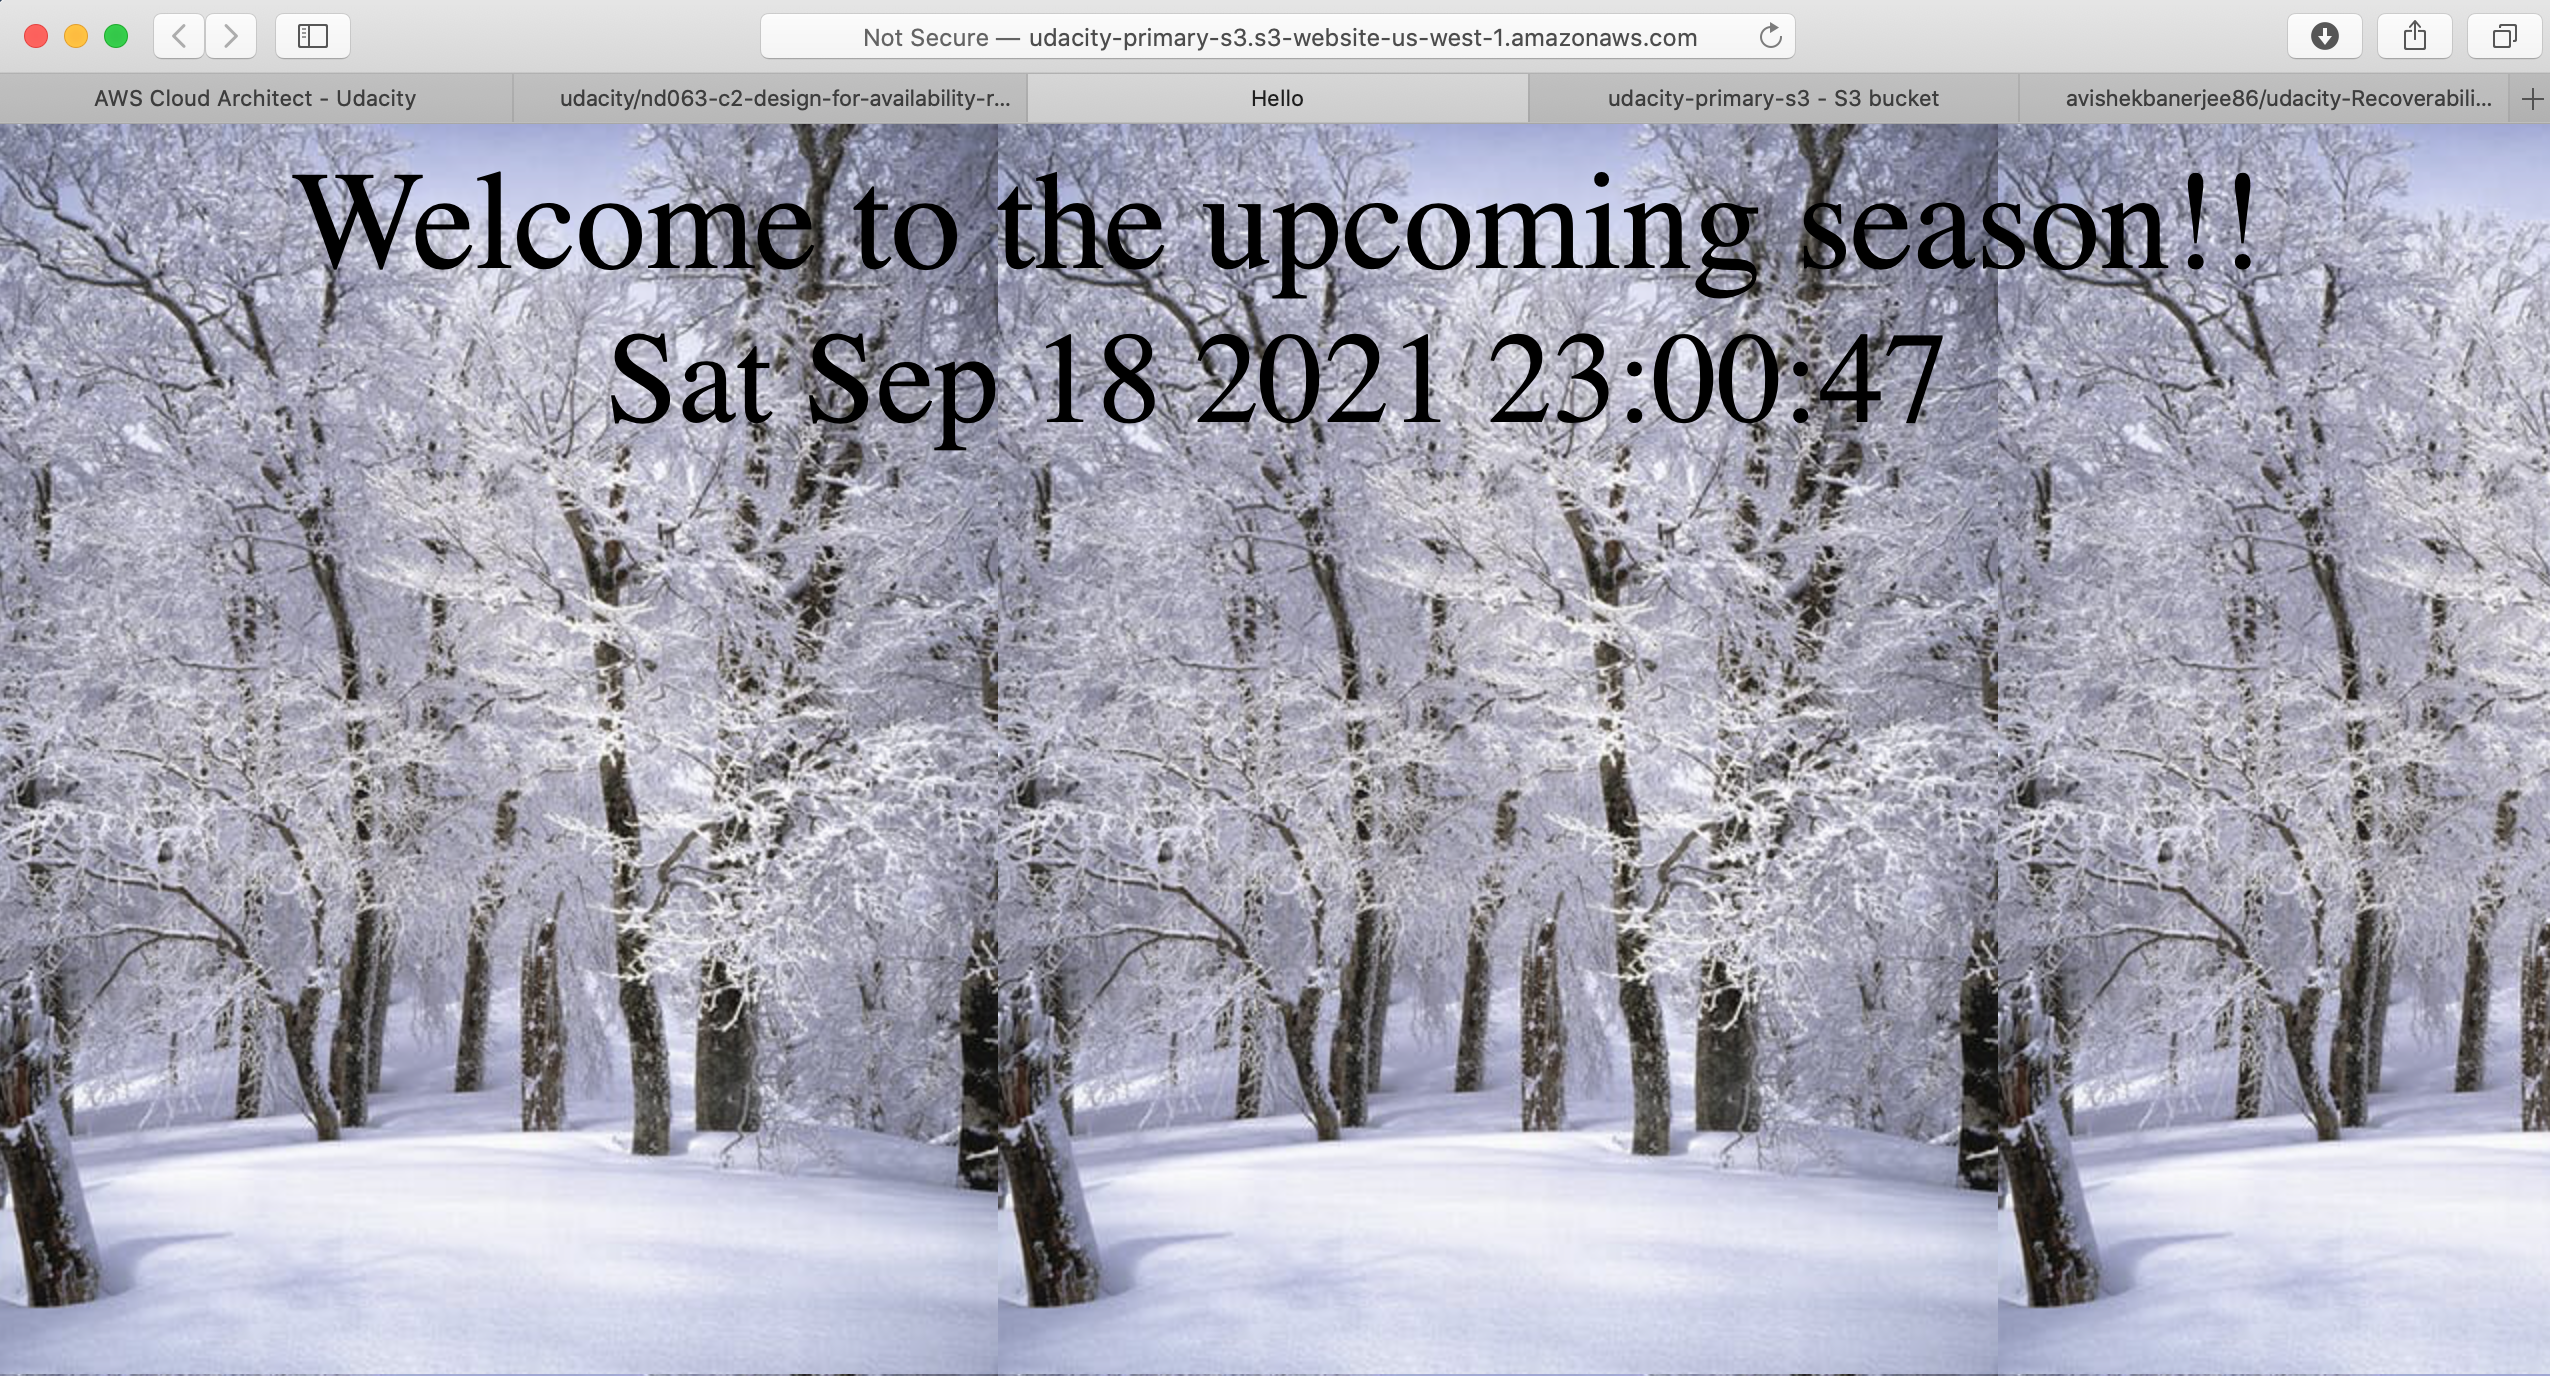 Not Secure — udacity-primary-s3.s3-website-us-west-1.amazonaws.com
AWS Cloud Architect - Udacity
udacity/nd063-c2-design-for-availability-r...
Hello
udacity-primary-s3 - S3 bucket
avishekbanerjee86/udacity-Recoverabili...
Welcome to the upcoming season!!
Sat Sep 18 2021 23:00:47